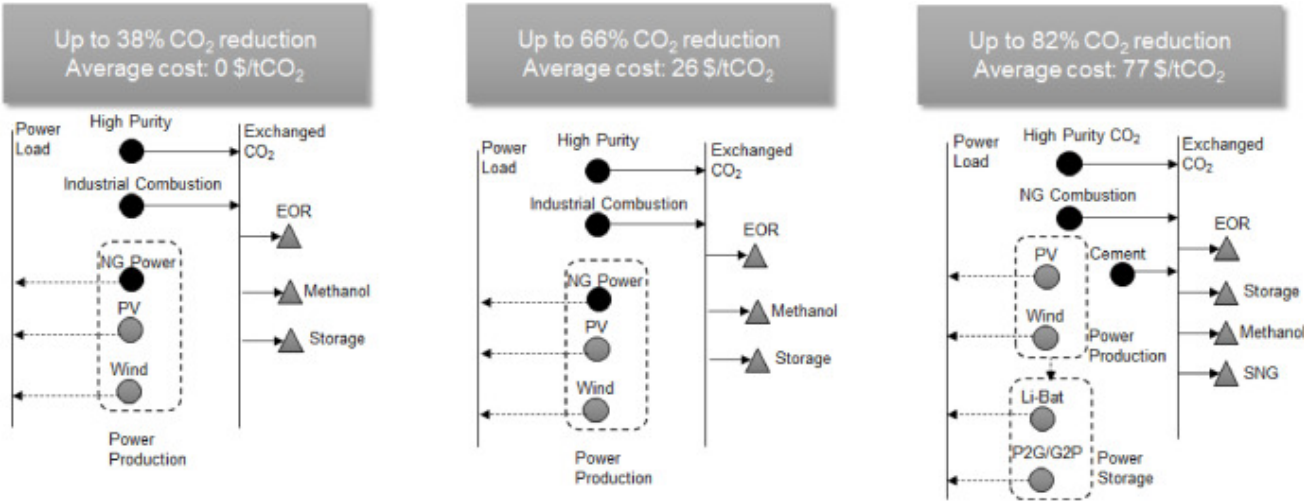 Up to 38% CO₂ reduction
Average cost: 0 $/tCO₂
Power
Load
High Purity
Exchanged
CO₂
Industrial Combustion
EOR
NG Power
Methanol
PV
Storage
Wind
Power
Production
Up to 66% CO₂ reduction
Average cost: 26 $/tCO₂
Power
Load
High Purity
Exchanged
CO₂
Industrial Combustion
EOR
NG Power
Methanol
PV
Storage
Wind
Power
Production
Up to 82% CO₂ reduction
Average cost: 77 $/tCO₂
Power
Load
High Purity CO₂
Exchanged
CO₂
NG Combustion
EOR
PV
Cement
Storage
Wind
Power
Production
Methanol
SNG
Li-Bat
P2G/G2P
Power
Storage